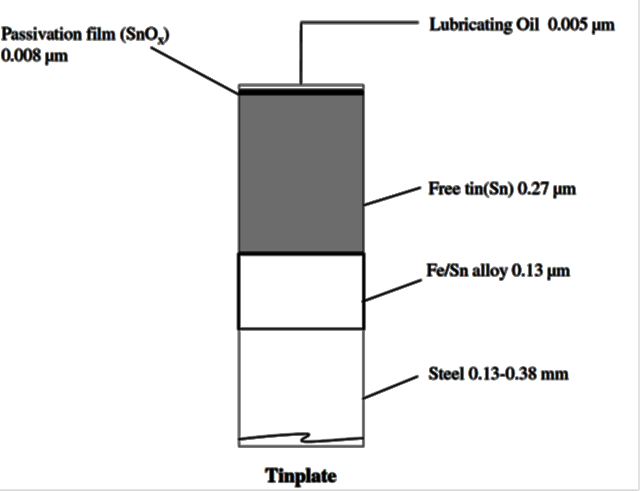 Passivation film (SnOx)
0.008 μm
Lubricating Oil 0.005 μm
Free tin(Sn) 0.27 μm
Fe/Sn alloy 0.13 μm
Steel 0.13-0.38 mm
Tinplate